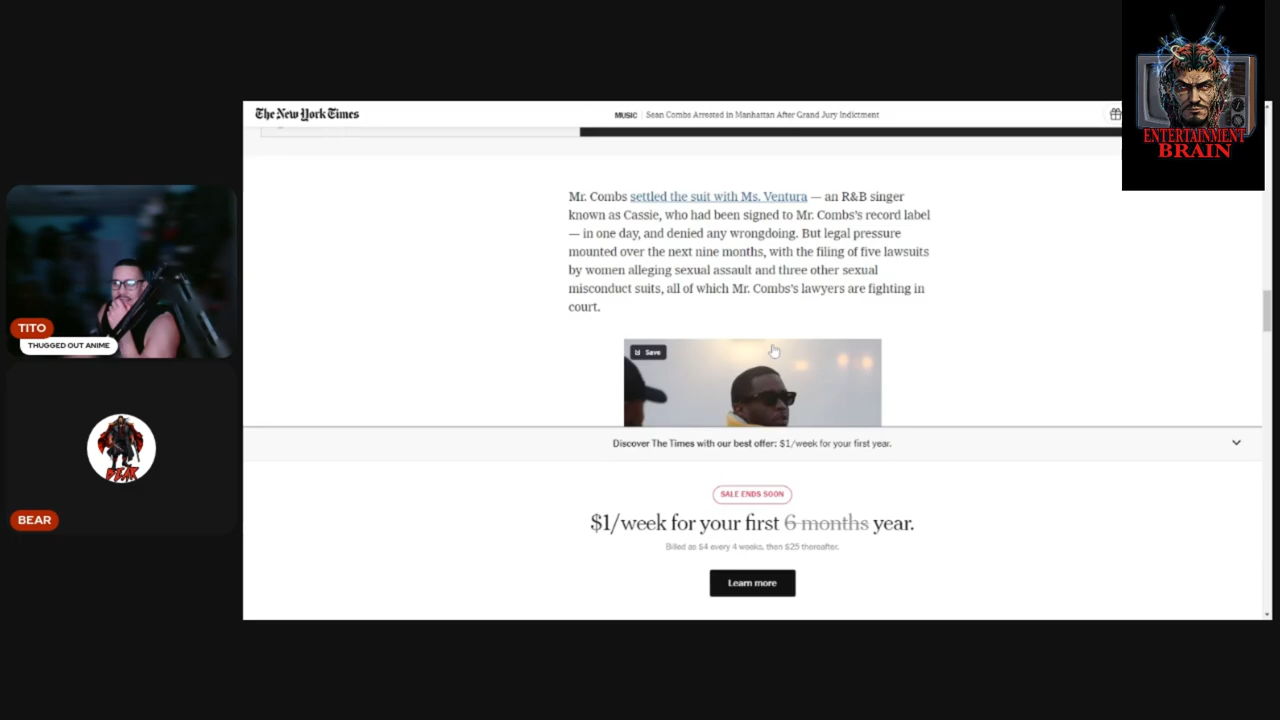 The New York Times
MUSIC | Sean Combs Arrested in Manhattan After Grand Jury Indictment
ENTERTAINMENT
BRAIN
Mr. Combs settled the suit with Ms. Ventura — an R&B singer
known as Cassie, who had been signed to Mr. Combs's record label
— in one day, and denied any wrongdoing. But legal pressure
mounted over the next nine months, with the filing of five lawsuits
by women alleging sexual assault and three other sexual
misconduct suits, all of which Mr. Combs's lawyers are fighting in
court.
Save
TITO
THUGGED OUT ANIME
BEAR
BEAR
Discover The Times with our best offer: $1/week for your first year.
SALE ENDS SOON
$1/week for your first 6 months year.
Billed as $4 every 4 weeks, then $25 thereafter.
Learn more